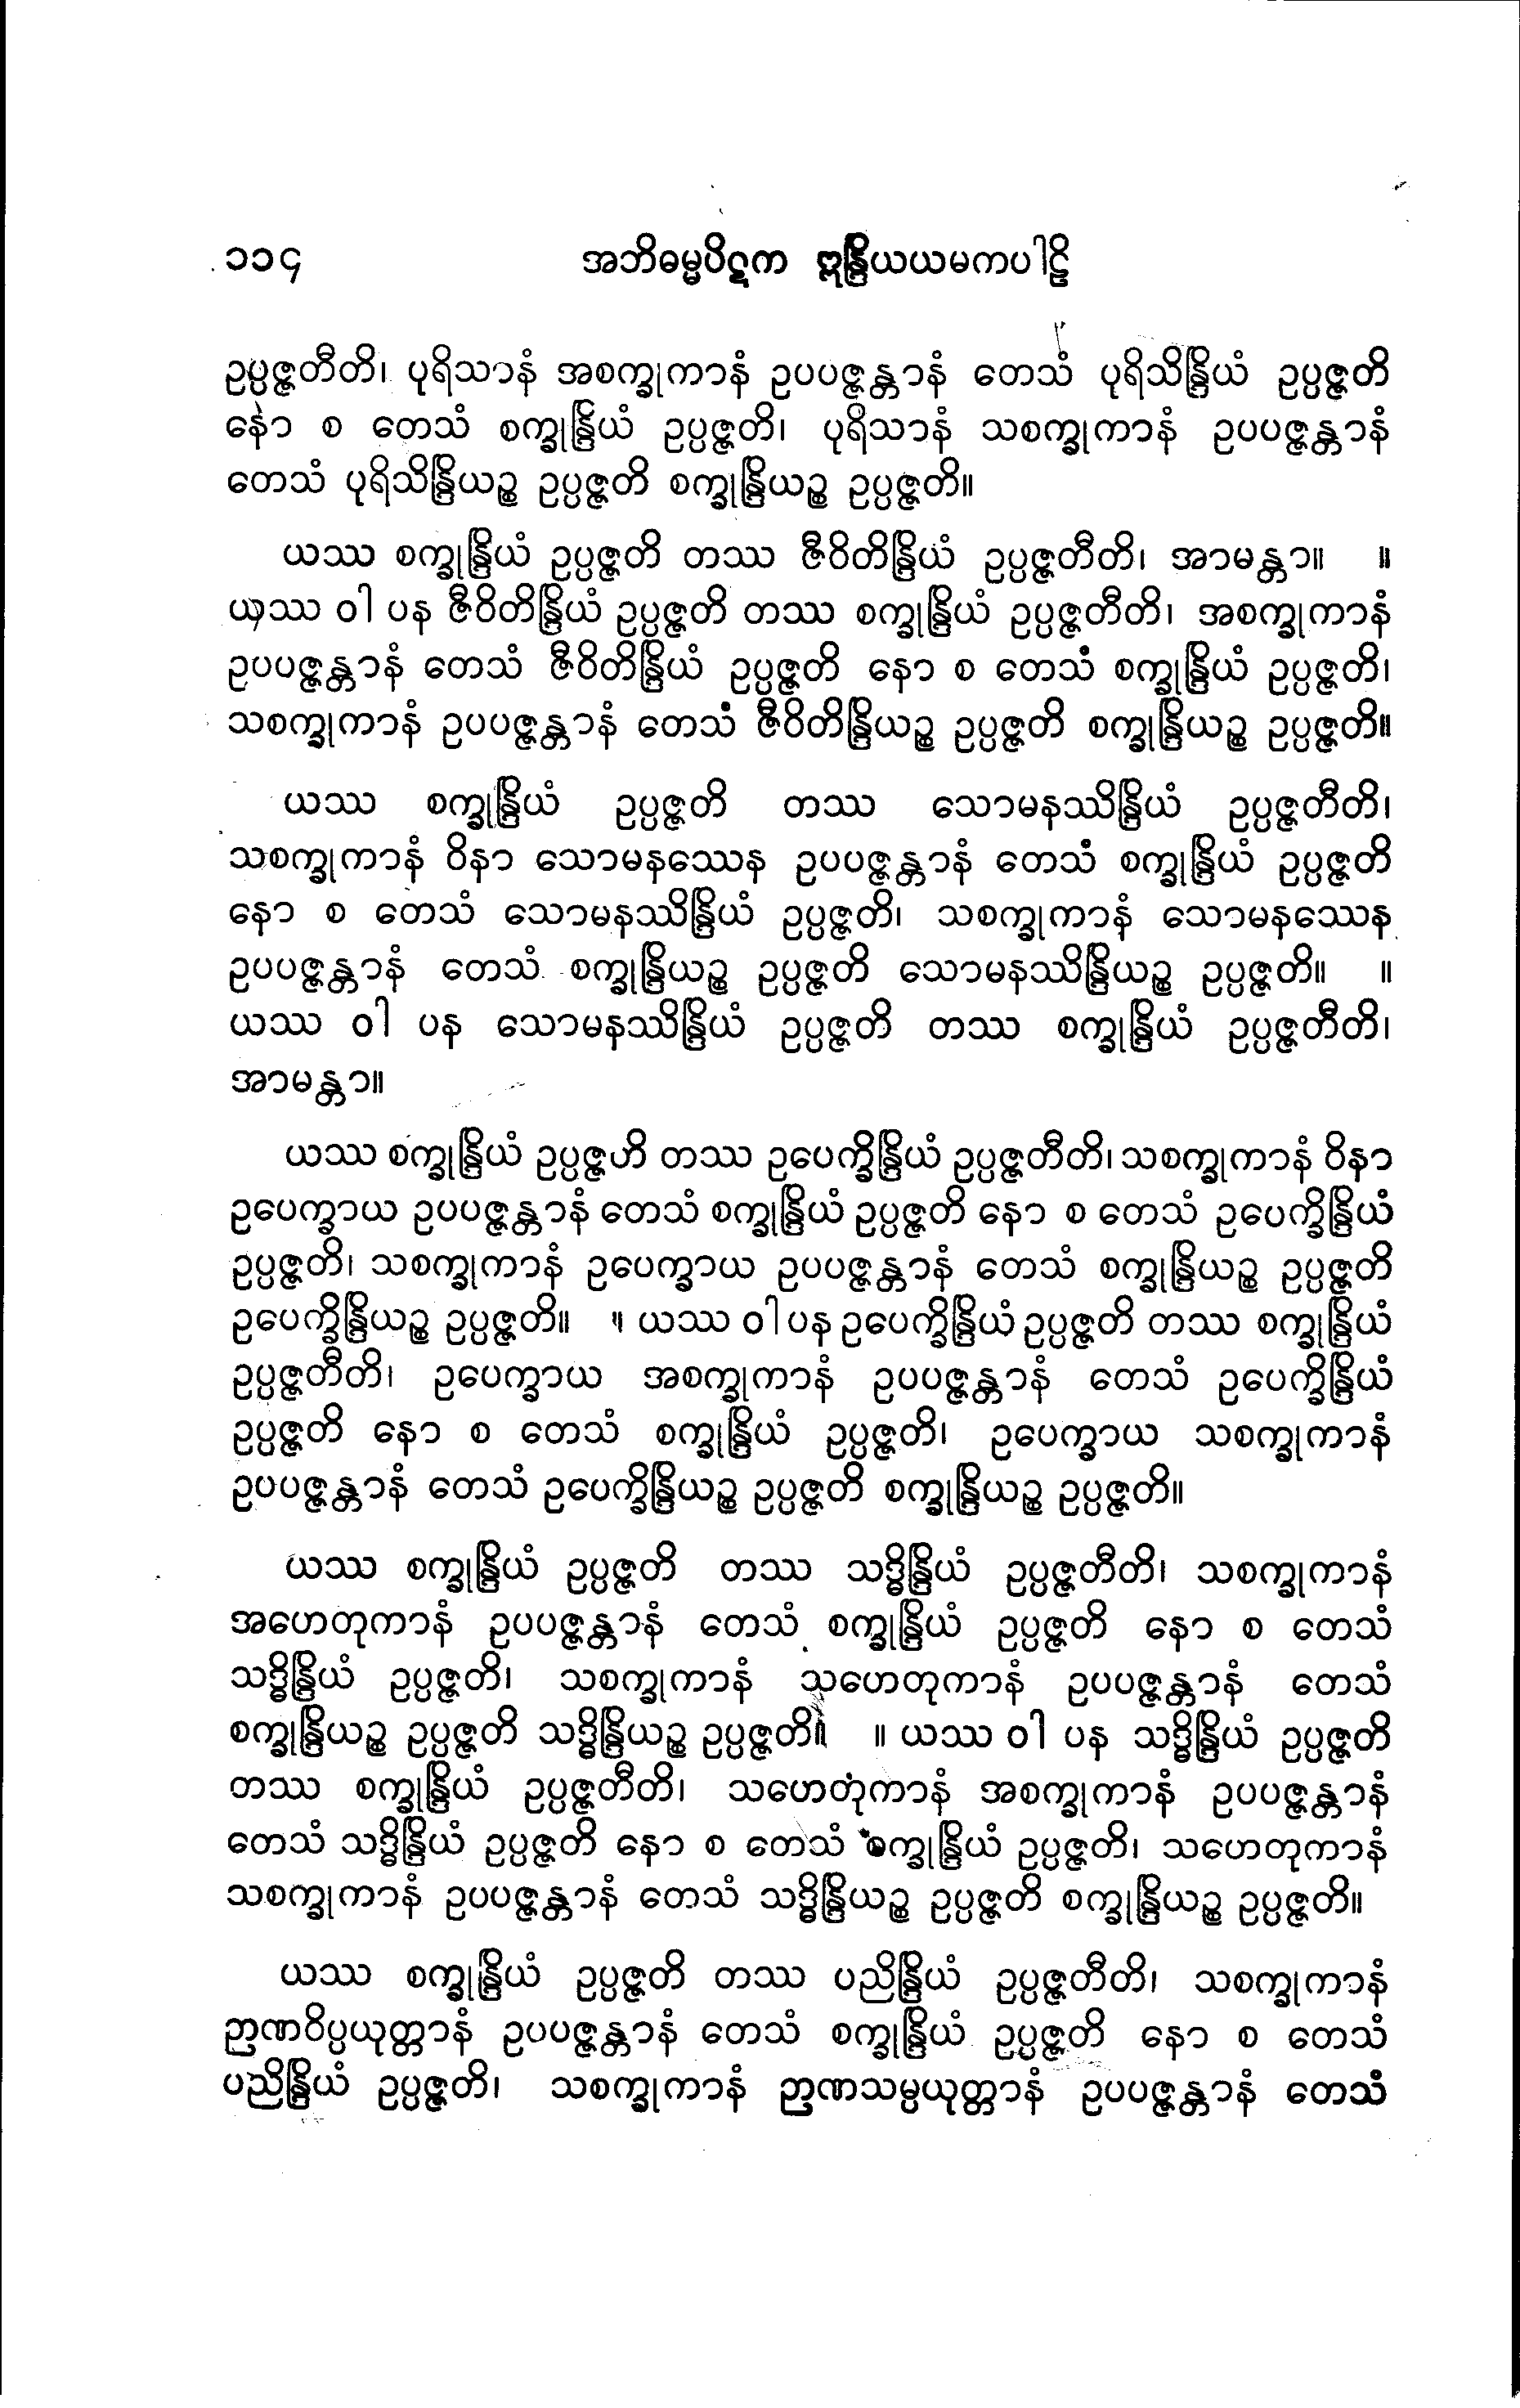 ၁၁၄ အဘိဓမ္မပိဋက ဣန္ဒြိယယမကပါဠိ
ဥပ္ပဇ္ဇတီတိ၊ ပုရိသာနံ အစက္ခုကာနံ ဥပပဇ္ဇန္တာနံ တေသံ ပုရိသိန္ဒြိယံ ဥပ္ပဇ္ဇတိ
နော စ တေသံ စက္ခုန္ဒြိယံ ဥပ္ပဇ္ဇတိ၊ ပုရိသာနံ သစက္ခုကာနံ ဥပပဇ္ဇန္တာနံ
တေသံ ပုရိသိန္ဒြိယဉ္စ ဥပ္ပဇ္ဇတိ စက္ခုန္ဒြိယဉ္စ ဥပ္ပဇ္ဇတိ။
ယဿ စက္ခုန္ဒြိယံ ဥပ္ပဇ္ဇတိ တဿ ဇီဝိတိန္ဒြိယံ ဥပ္ပဇ္ဇတီတိ၊ အာမန္တာ။ ။
ယဿ ဝါ ပန ဇီဝိတိန္ဒြိယံ ဥပ္ပဇ္ဇတိ တဿ စက္ခုန္ဒြိယံ ဥပ္ပဇ္ဇတီတိ၊ အစက္ခုကာနံ
ဥပပဇ္ဇန္တာနံ တေသံ ဇီဝိတိန္ဒြိယံ ဥပ္ပဇ္ဇတိ နော စ တေသံ စက္ခုန္ဒြိယံ ဥပ္ပဇ္ဇတိ၊
သစက္ခုကာနံ ဥပပဇ္ဇန္တာနံ တေသံ ဇီဝိတိန္ဒြိယဉ္စ ဥပ္ပဇ္ဇတိ စက္ခုန္ဒြိယဉ္စ ဥပ္ပဇ္ဇတိ။
ယဿ စက္ခုန္ဒြိယံ ဥပ္ပဇ္ဇတိ တဿ သောမနဿိန္ဒြိယံ ဥပ္ပဇ္ဇတီတိ၊
သစက္ခုကာနံ ဝိနာ သောမနဿေန ဥပပဇ္ဇန္တာနံ တေသံ စက္ခုန္ဒြိယံ ဥပ္ပဇ္ဇတိ
နော စ တေသံ သောမနဿိန္ဒြိယံ ဥပ္ပဇ္ဇတိ၊ သစက္ခုကာနံ သောမနဿေန
ဥပပဇ္ဇန္တာနံ တေသံ စက္ခုန္ဒြိယဉ္စ ဥပ္ပဇ္ဇတိ သောမနဿိန္ဒြိယဉ္စ ဥပ္ပဇ္ဇတိ။ ။
ယဿ ဝါ ပန သောမနဿိန္ဒြိယံ ဥပ္ပဇ္ဇတိ တဿ စက္ခုန္ဒြိယံ ဥပ္ပဇ္ဇတီတိ၊
အာမန္တာ။
ယဿ စက္ခုန္ဒြိယံ ဥပ္ပဇ္ဇဟိ တဿ ဥပေက္ခိန္ဒြိယံ ဥပ္ပဇ္ဇတီတိ၊ သစက္ခုကာနံ ဝိနာ
ဥပေက္ခာယ ဥပပဇ္ဇန္တာနံ တေသံ စက္ခုန္ဒြိယံ ဥပ္ပဇ္ဇတိ နော စ တေသံ ဥပေက္ခိန္ဒြိယံ
ဥပ္ပဇ္ဇတိ၊ သစက္ခုကာနံ ဥပေက္ခာယ ဥပပဇ္ဇန္တာနံ တေသံ စက္ခုန္ဒြိယဉ္စ ဥပ္ပဇ္ဇတိ
ဥပေက္ခိန္ဒြိယဉ္စ ဥပ္ပဇ္ဇတိ။ ။ ယဿ ဝါ ပန ဥပေက္ခိန္ဒြိယံ ဥပ္ပဇ္ဇတိ တဿ စက္ခုန္ဒြိယံ
ဥပ္ပဇ္ဇတီတိ၊ ဥပေက္ခာယ အစက္ခုကာနံ ဥပပဇ္ဇန္တာနံ တေသံ ဥပေက္ခိန္ဒြိယံ
ဥပ္ပဇ္ဇတိ နော စ တေသံ စက္ခုန္ဒြိယံ ဥပ္ပဇ္ဇတိ၊ ဥပေက္ခာယ သစက္ခုကာနံ
ဥပပဇ္ဇန္တာနံ တေသံ ဥပေက္ခိန္ဒြိယဉ္စ ဥပ္ပဇ္ဇတိ စက္ခုန္ဒြိယဉ္စ ဥပ္ပဇ္ဇတိ။
ယဿ စက္ခုန္ဒြိယံ ဥပ္ပဇ္ဇတိ တဿ သဒ္ဓိန္ဒြိယံ ဥပ္ပဇ္ဇတီတိ၊ သစက္ခုကာနံ
အဟေတုကာနံ ဥပပဇ္ဇန္တာနံ တေသံ စက္ခုန္ဒြိယံ ဥပ္ပဇ္ဇတိ နော စ တေသံ
သဒ္ဓိန္ဒြိယံ ဥပ္ပဇ္ဇတိ၊ သစက္ခုကာနံ သဟေတုကာနံ ဥပပဇ္ဇန္တာနံ တေသံ
စက္ခုန္ဒြိယဉ္စ ဥပ္ပဇ္ဇတိ သဒ္ဓိန္ဒြိယဉ္စ ဥပ္ပဇ္ဇတိ။ ။ ယဿ ဝါ ပန သဒ္ဓိန္ဒြိယံ ဥပ္ပဇ္ဇတိ
တဿ စက္ခုန္ဒြိယံ ဥပ္ပဇ္ဇတီတိ၊ သဟေတုကာနံ အစက္ခုကာနံ ဥပပဇ္ဇန္တာနံ
တေသံ သဒ္ဓိန္ဒြိယံ ဥပ္ပဇ္ဇတိ နော စ တေသံ စက္ခုန္ဒြိယံ ဥပ္ပဇ္ဇတိ၊ သဟေတုကာနံ
သစက္ခုကာနံ ဥပပဇ္ဇန္တာနံ တေသံ သဒ္ဓိန္ဒြိယဉ္စ ဥပ္ပဇ္ဇတိ စက္ခုန္ဒြိယဉ္စ ဥပ္ပဇ္ဇတိ။
ယဿ စက္ခုန္ဒြိယံ ဥပ္ပဇ္ဇတိ တဿ ပညိန္ဒြိယံ ဥပ္ပဇ္ဇတီတိ၊ သစက္ခုကာနံ
ဉာဏဝိပ္ပယုတ္တာနံ ဥပပဇ္ဇန္တာနံ တေသံ စက္ခုန္ဒြိယံ ဥပ္ပဇ္ဇတိ နော စ တေသံ
ပညိန္ဒြိယံ ဥပ္ပဇ္ဇတိ၊ သစက္ခုကာနံ ဉာဏသမ္ပယုတ္တာနံ ဥပပဇ္ဇန္တာနံ တေသံ